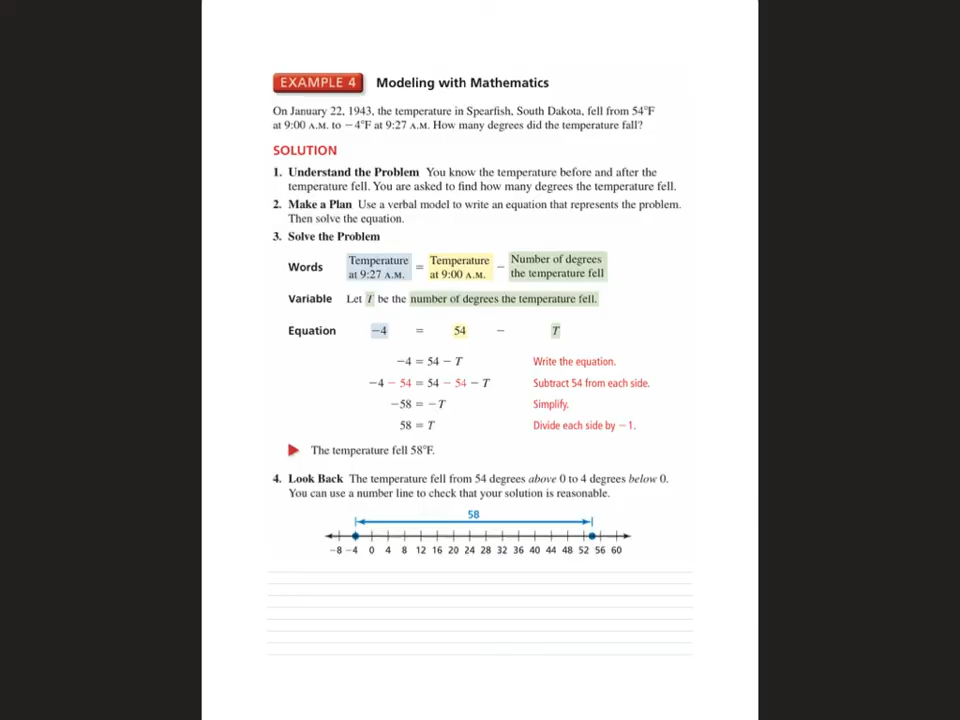 EXAMPLE 4 Modeling with Mathematics
On January 22, 1943, the temperature in Spearfish, South Dakota, fell from 54°F
at 9:00 A.M. to −4°F at 9:27 A.M. How many degrees did the temperature fall?
SOLUTION
1. Understand the Problem You know the temperature before and after the
temperature fell. You are asked to find how many degrees the temperature fell.
2. Make a Plan Use a verbal model to write an equation that represents the problem.
Then solve the equation.
3. Solve the Problem
Words Temperature at 9:27 A.M. = Temperature at 9:00 A.M. − Number of degrees the temperature fell
Variable Let T be the number of degrees the temperature fell.
Equation −4 = 54 − T
−4 = 54 − T Write the equation.
−4 − 54 = 54 − 54 − T Subtract 54 from each side.
−58 = −T Simplify.
58 = T Divide each side by −1.
The temperature fell 58°F.
4. Look Back The temperature fell from 54 degrees above 0 to 4 degrees below 0.
You can use a number line to check that your solution is reasonable.
58
−8 −4 0 4 8 12 16 20 24 28 32 36 40 44 48 52 56 60